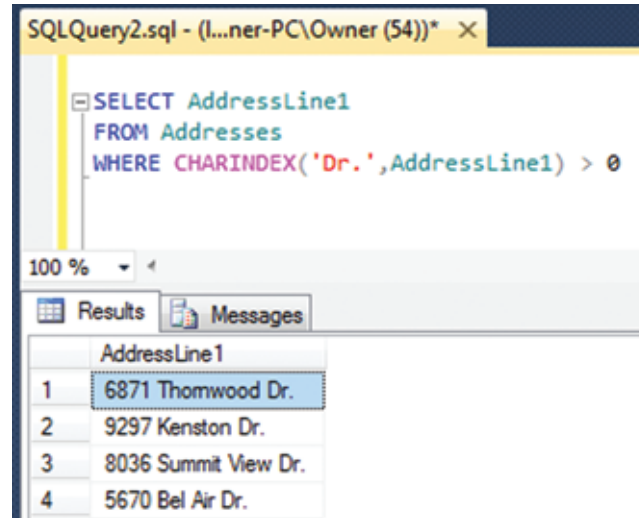 SQLQuery2.sql - (l...ner-PC\Owner (54))* ×
SELECT AddressLine1
FROM Addresses
WHERE CHARINDEX('Dr.',AddressLine1) > 0
100 %
Results Messages
AddressLine1
1 6871 Thornwood Dr.
2 9297 Kenston Dr.
3 8036 Summit View Dr.
4 5670 Bel Air Dr.